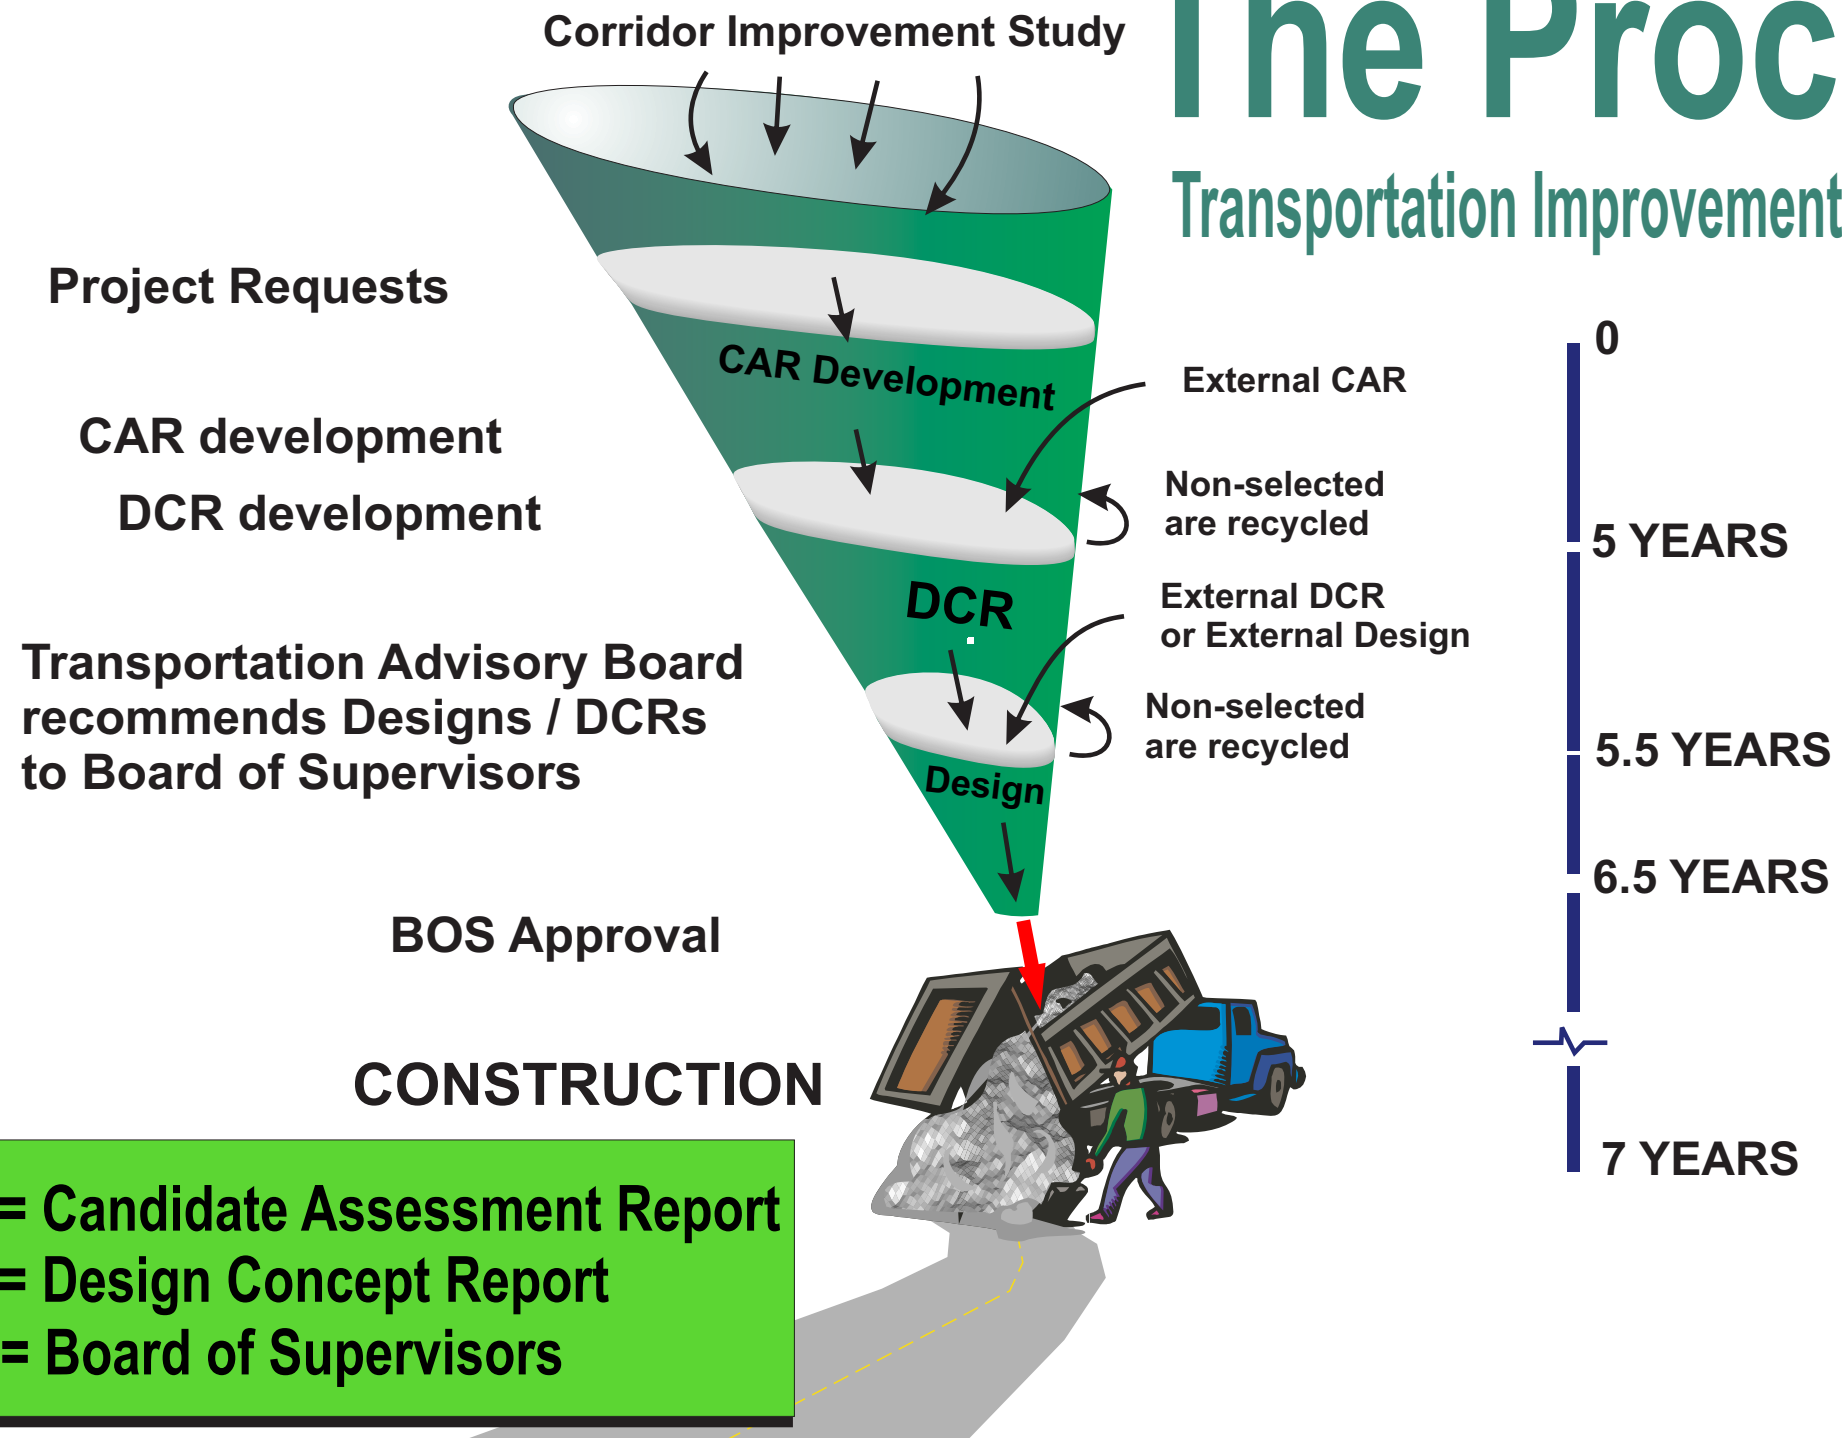 Corridor Improvement Study
The Proc
Transportation Improvement
Project Requests
CAR development
DCR development
Transportation Advisory Board
recommends Designs / DCRs
to Board of Supervisors
BOS Approval
CONSTRUCTION
CAR Development
DCR
Design
External CAR
Non-selected
are recycled
External DCR
or External Design
Non-selected
are recycled
0
5 YEARS
5.5 YEARS
6.5 YEARS
7 YEARS
= Candidate Assessment Report
= Design Concept Report
= Board of Supervisors